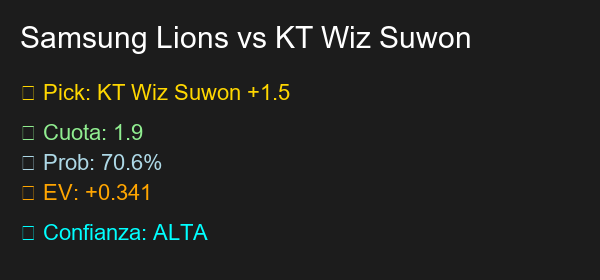 Samsung Lions vs KT Wiz Suwon
Pick: KT Wiz Suwon +1.5
Cuota: 1.9
Prob: 70.6%
EV: +0.341
Confianza: ALTA